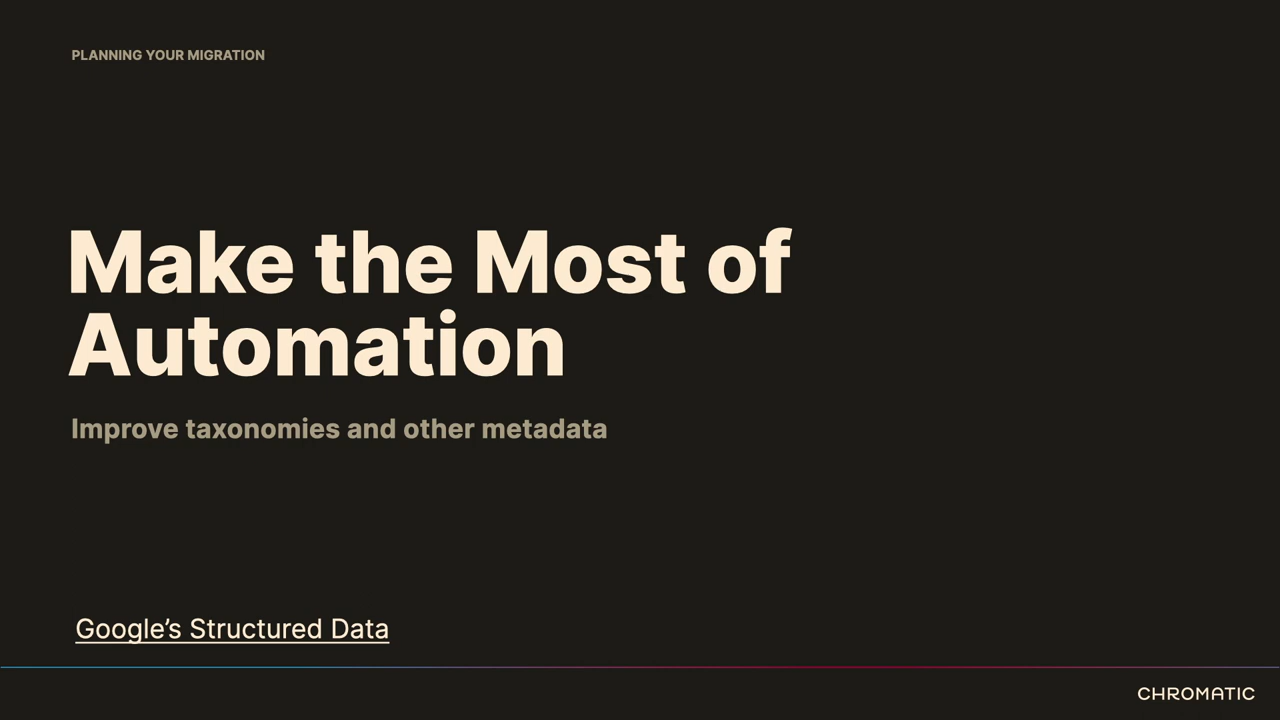 PLANNING YOUR MIGRATION
Make the Most of
Automation
Improve taxonomies and other metadata
Google’s Structured Data
CHROMATIC